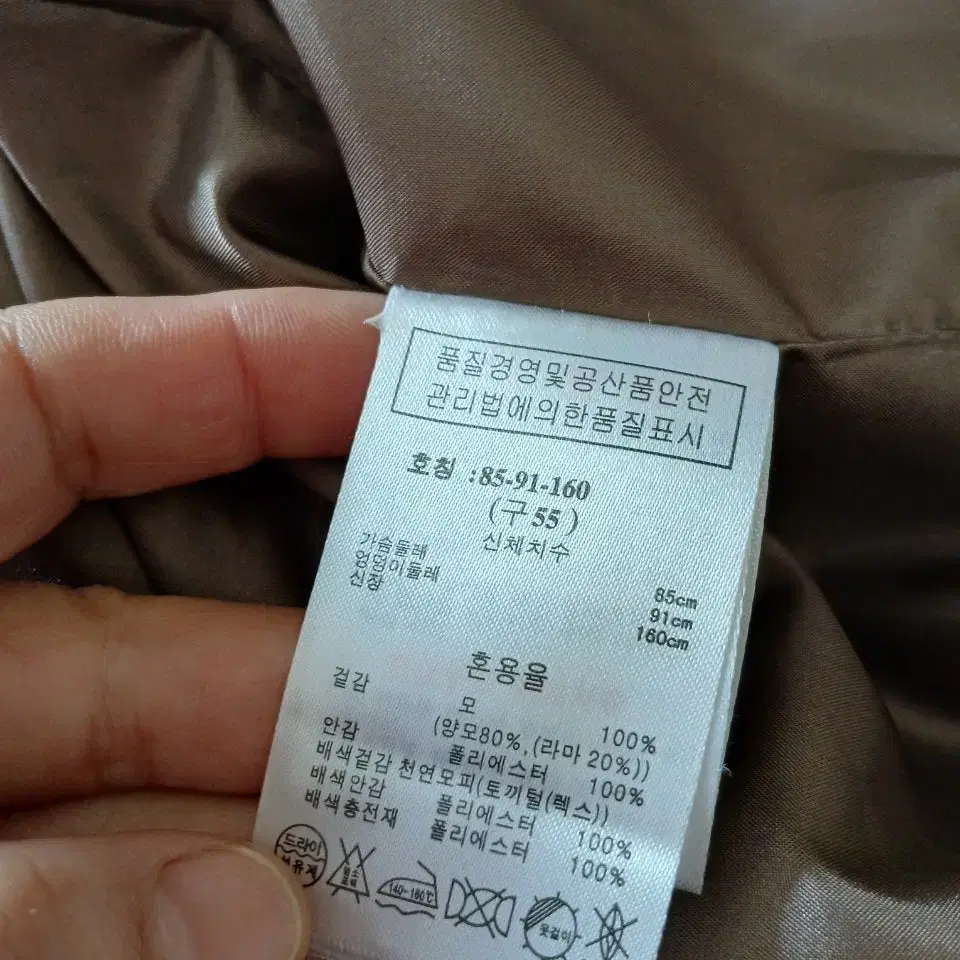 품질경영및공산품안전
관리법에의한품질표시
호칭 :85-91-160
(구55)
신체치수
가슴둘레 85cm
엉덩이둘레 91cm
신장 160cm
혼용율
겉감 모 100%
(양모80%,(라마 20%))
안감 폴리에스터 100%
배색겉감 천연모피(토끼털(렉스))
배색안감 폴리에스터 100%
배색충전재 폴리에스터 100%
드라이
140~160℃
옷걸이